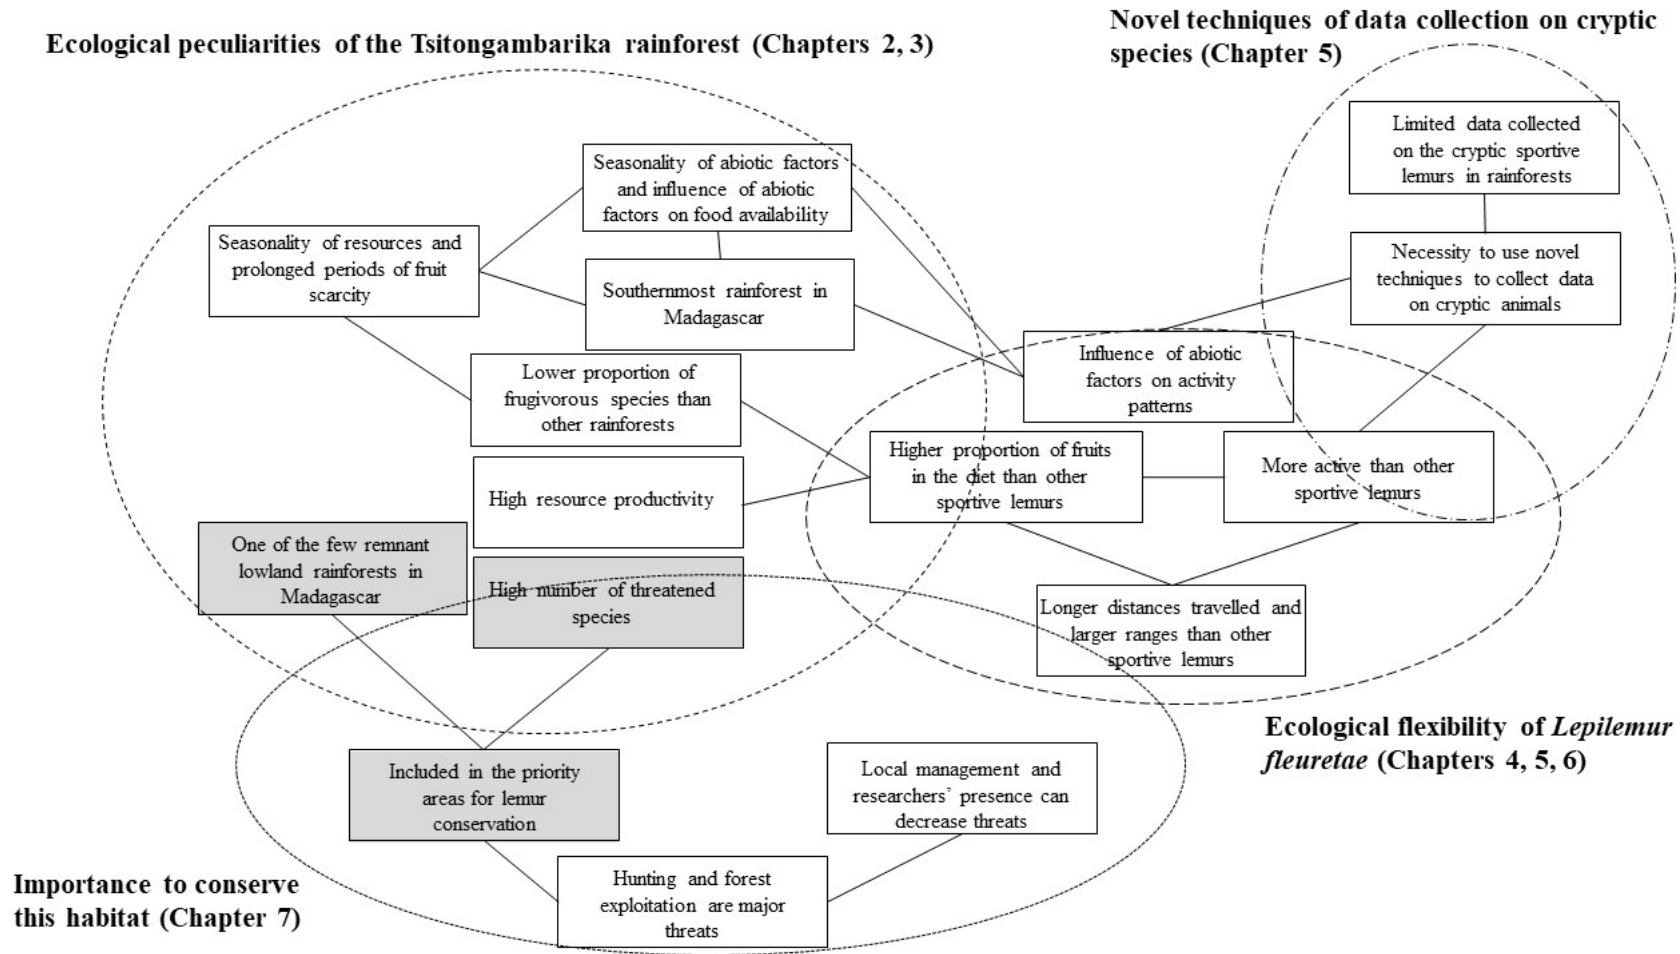 Novel techniques of data collection on cryptic
species (Chapter 5)
Ecological peculiarities of the Tsitongambarika rainforest (Chapters 2, 3)
Limited data collected
on the cryptic sportive
lemurs in rainforests
Seasonality of abiotic factors
and influence of abiotic
factors on food availability
Seasonality of resources and
prolonged periods of fruit
scarcity
Necessity to use novel
techniques to collect data
on cryptic animals
Southernmost rainforest in
Madagascar
Influence of abiotic
factors on activity
patterns
Lower proportion of
frugivorous species than
other rainforests
Higher proportion of fruits
in the diet than other
sportive lemurs
More active than other
sportive lemurs
High resource productivity
One of the few remnant
lowland rainforests in
Madagascar
High number of threatened
species
Longer distances travelled and
larger ranges than other
sportive lemurs
Ecological flexibility of Lepilemur
fleuretae (Chapters 4, 5, 6)
Included in the priority
areas for lemur
conservation
Local management and
researchers’ presence can
decrease threats
Importance to conserve
this habitat (Chapter 7)
Hunting and forest
exploitation are major
threats